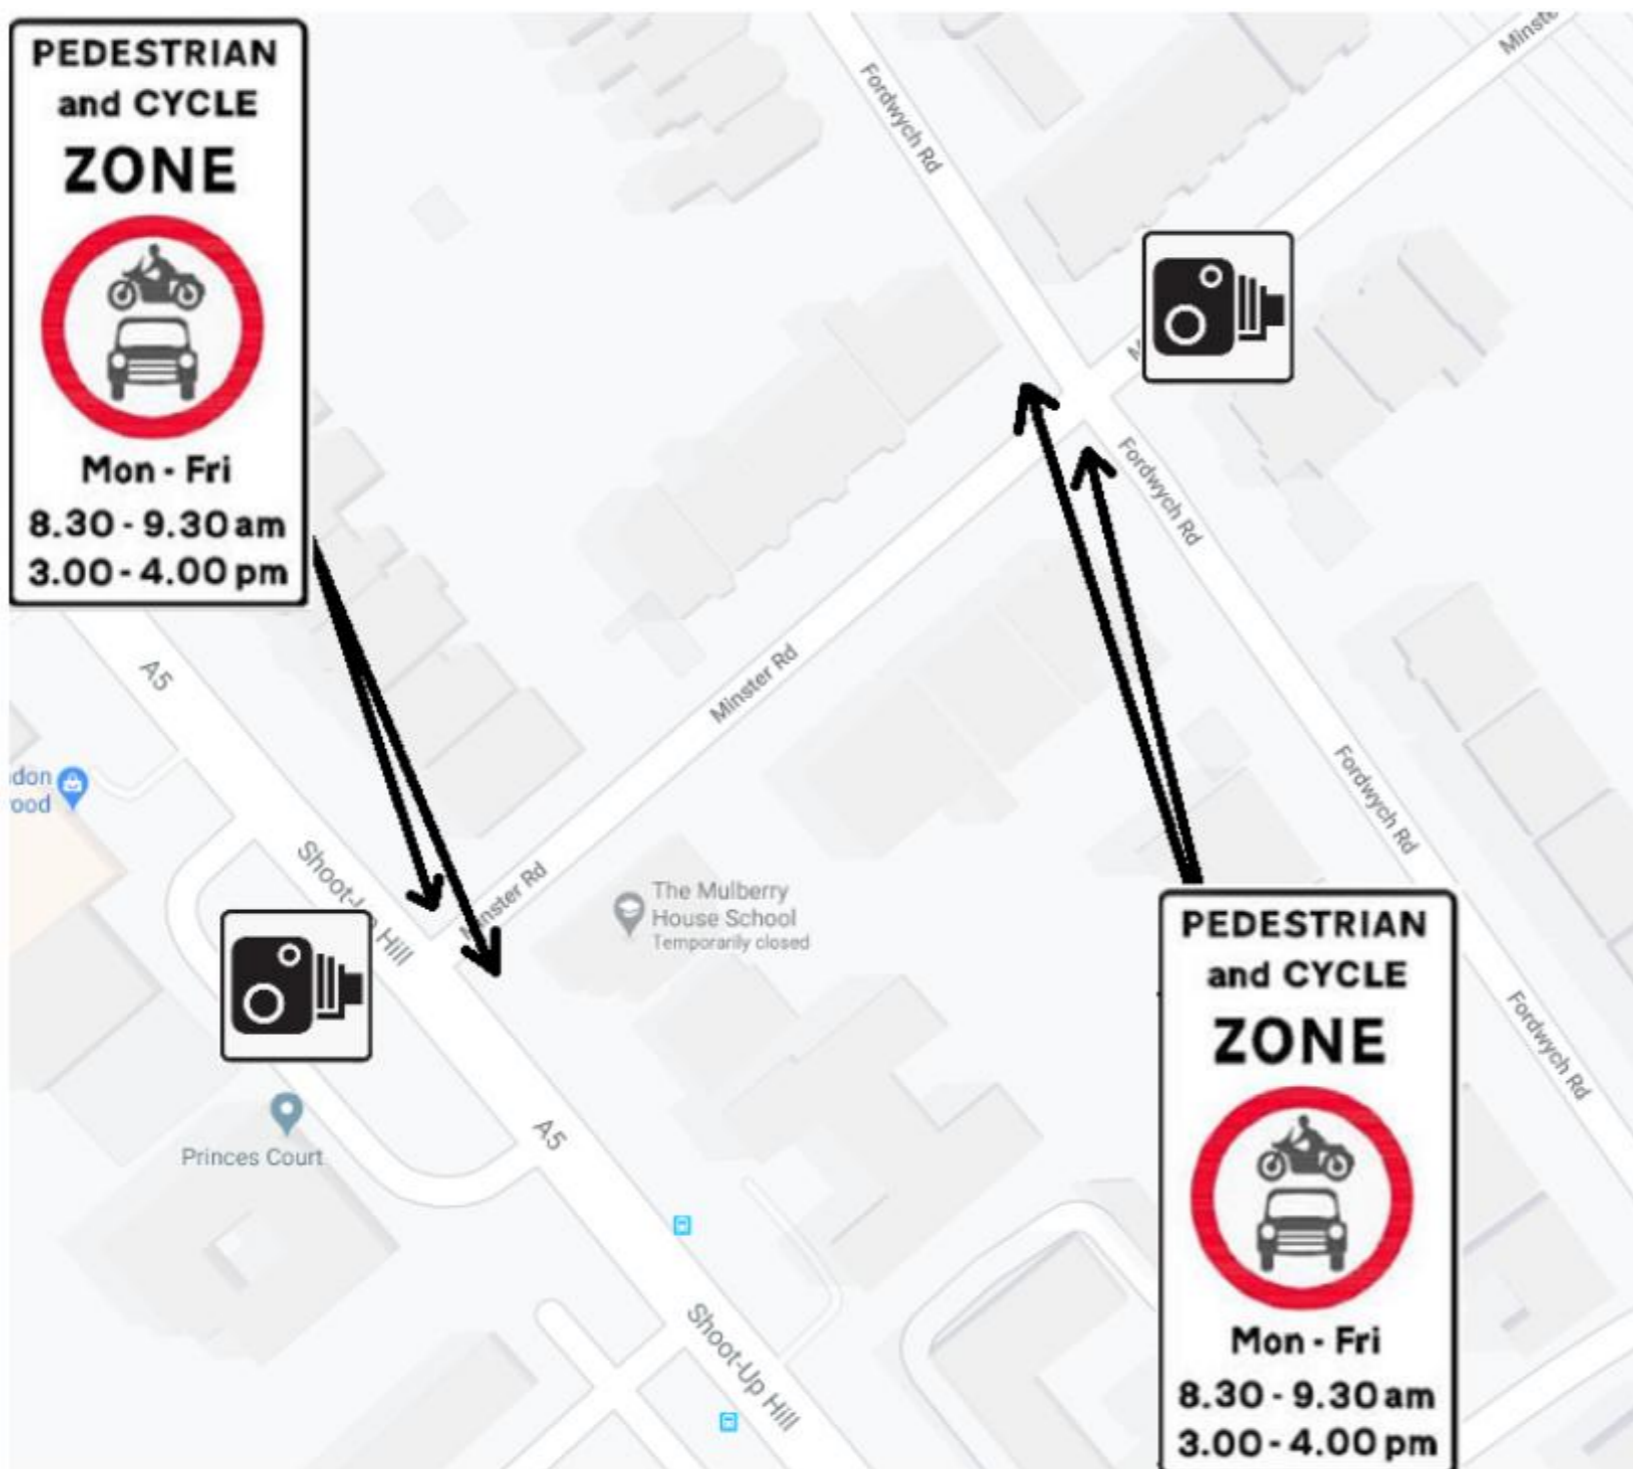 PEDESTRIAN
and CYCLE
ZONE
Mon - Fri
8.30 - 9.30 am
3.00 - 4.00 pm
Fordwych Rd
Fordwych Rd
Minster Rd
A5
Shoot-Up Hill
Minster Rd
The Mulberry
House School
Temporarily closed
Fordwych Rd
Fordwych Rd
Princes Court
A5
Shoot-Up Hill
PEDESTRIAN
and CYCLE
ZONE
Mon - Fri
8.30 - 9.30 am
3.00 - 4.00 pm